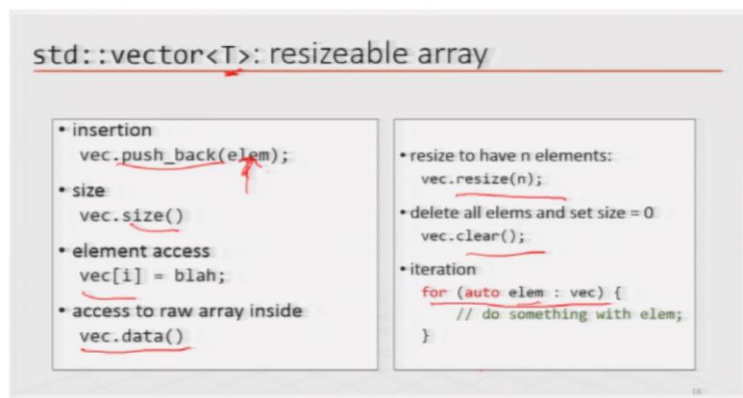 std::vector<T>: resizeable array
• insertion
vec.push_back(elem);
• size
vec.size()
• element access
vec[i] = blah;
• access to raw array inside
vec.data()
• resize to have n elements:
vec.resize(n);
• delete all elems and set size = 0
vec.clear();
• iteration
for (auto elem : vec) {
// do something with elem;
}